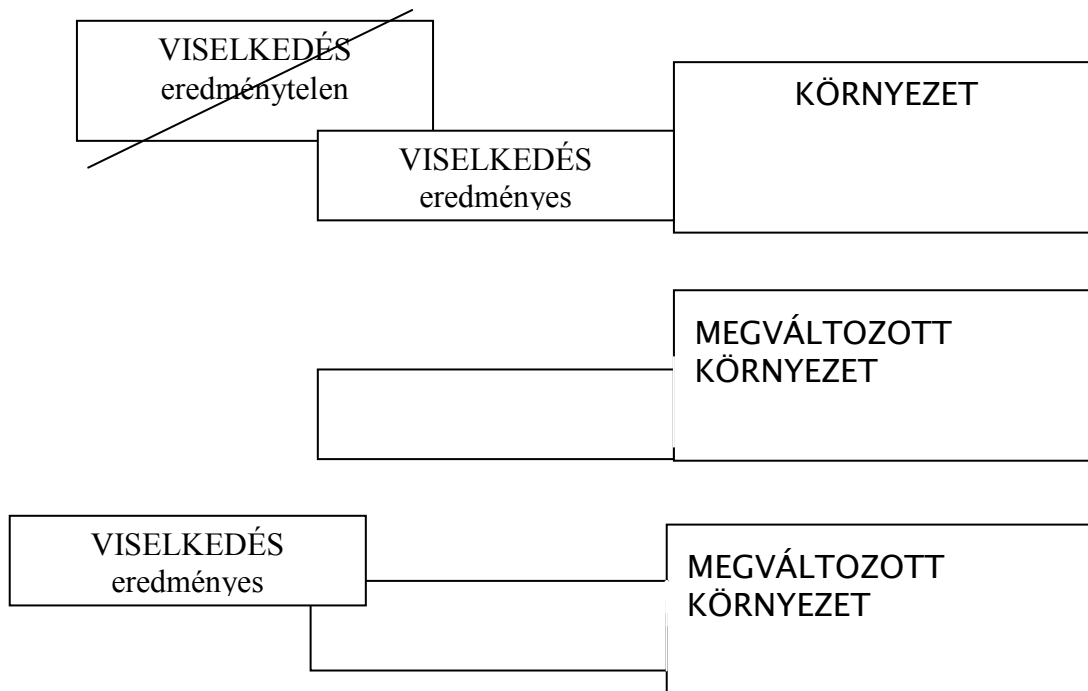 VISELKEDÉS
eredménytelen
KÖRNYEZET
VISELKEDÉS
eredményes
MEGVÁLTOZOTT
KÖRNYEZET
VISELKEDÉS
eredményes
MEGVÁLTOZOTT
KÖRNYEZET